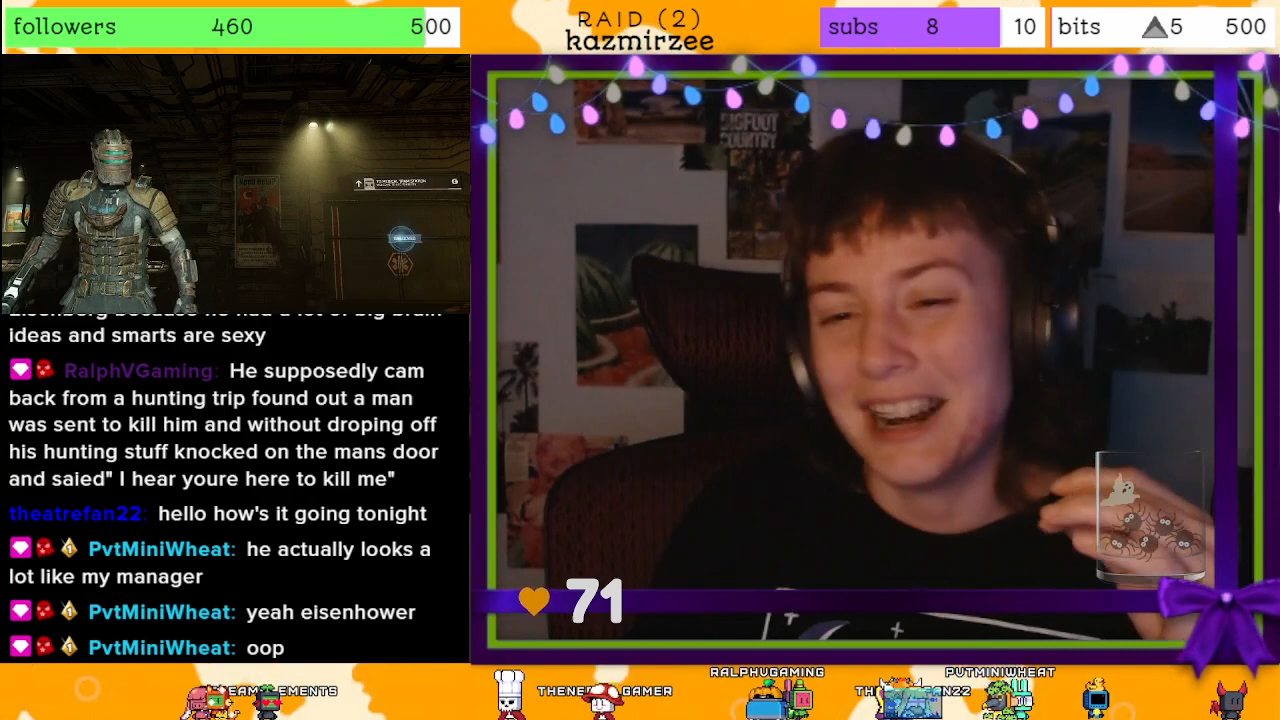 followers 460 500
RAID (2)
kazmirzee
subs 8 10
bits 5 500
BIGFOOT
COUNTRY
ideas and smarts are sexy
RalphVGaming: He supposedly cam
back from a hunting trip found out a man
was sent to kill him and without droping off
his hunting stuff knocked on the mans door
and saied" I hear youre here to kill me"
theatrefan22: hello how's it going tonight
PvtMiniWheat: he actually looks a
lot like my manager
PvtMiniWheat: yeah eisenhower
PvtMiniWheat: oop
71
RALPHVGAMING
PVTMINIWHEAT